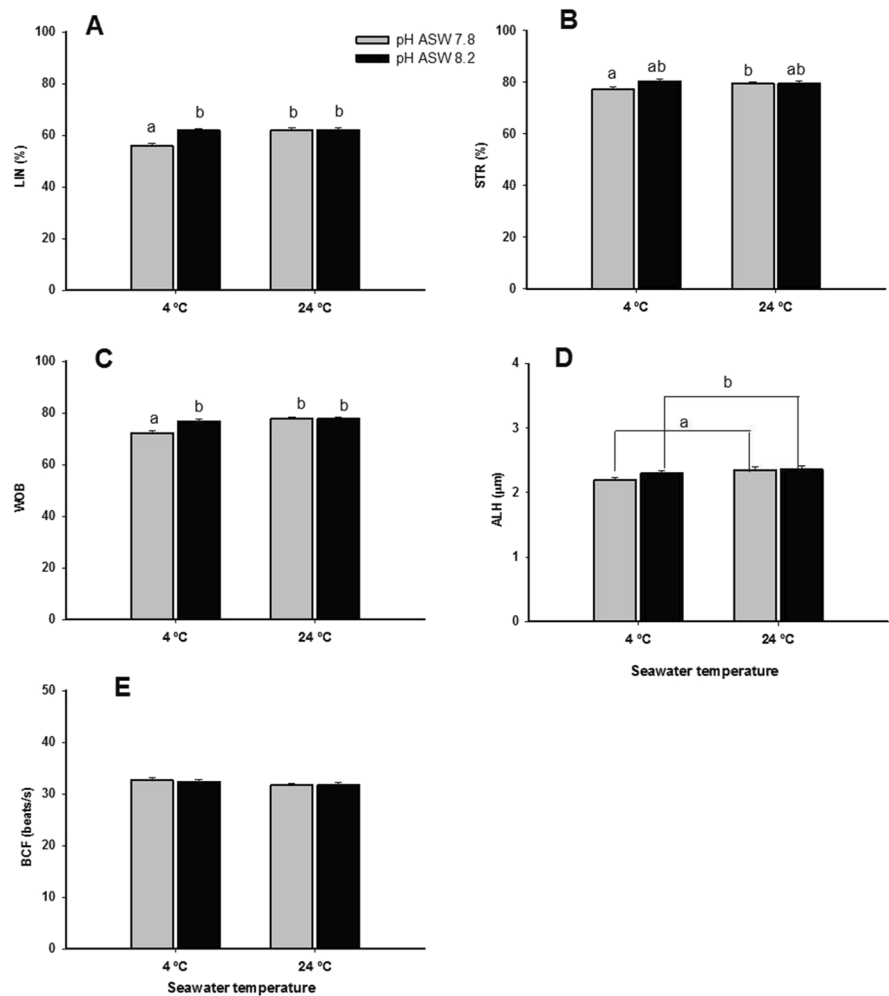 A
pH ASW 7.8
pH ASW 8.2
100
80
60
40
20
0
LIN (%)
a
b
b
b
4 ºC
24 ºC
B
100
80
60
40
20
0
STR (%)
a
ab
b
ab
4 ºC
24 ºC
C
100
80
60
40
20
0
WOB
a
b
b
b
4 ºC
24 ºC
D
4
3
2
1
0
ALH (µm)
a
b
4 ºC
24 ºC
Seawater temperature
E
50
40
30
20
10
0
BCF (beats/s)
4 ºC
24 ºC
Seawater temperature